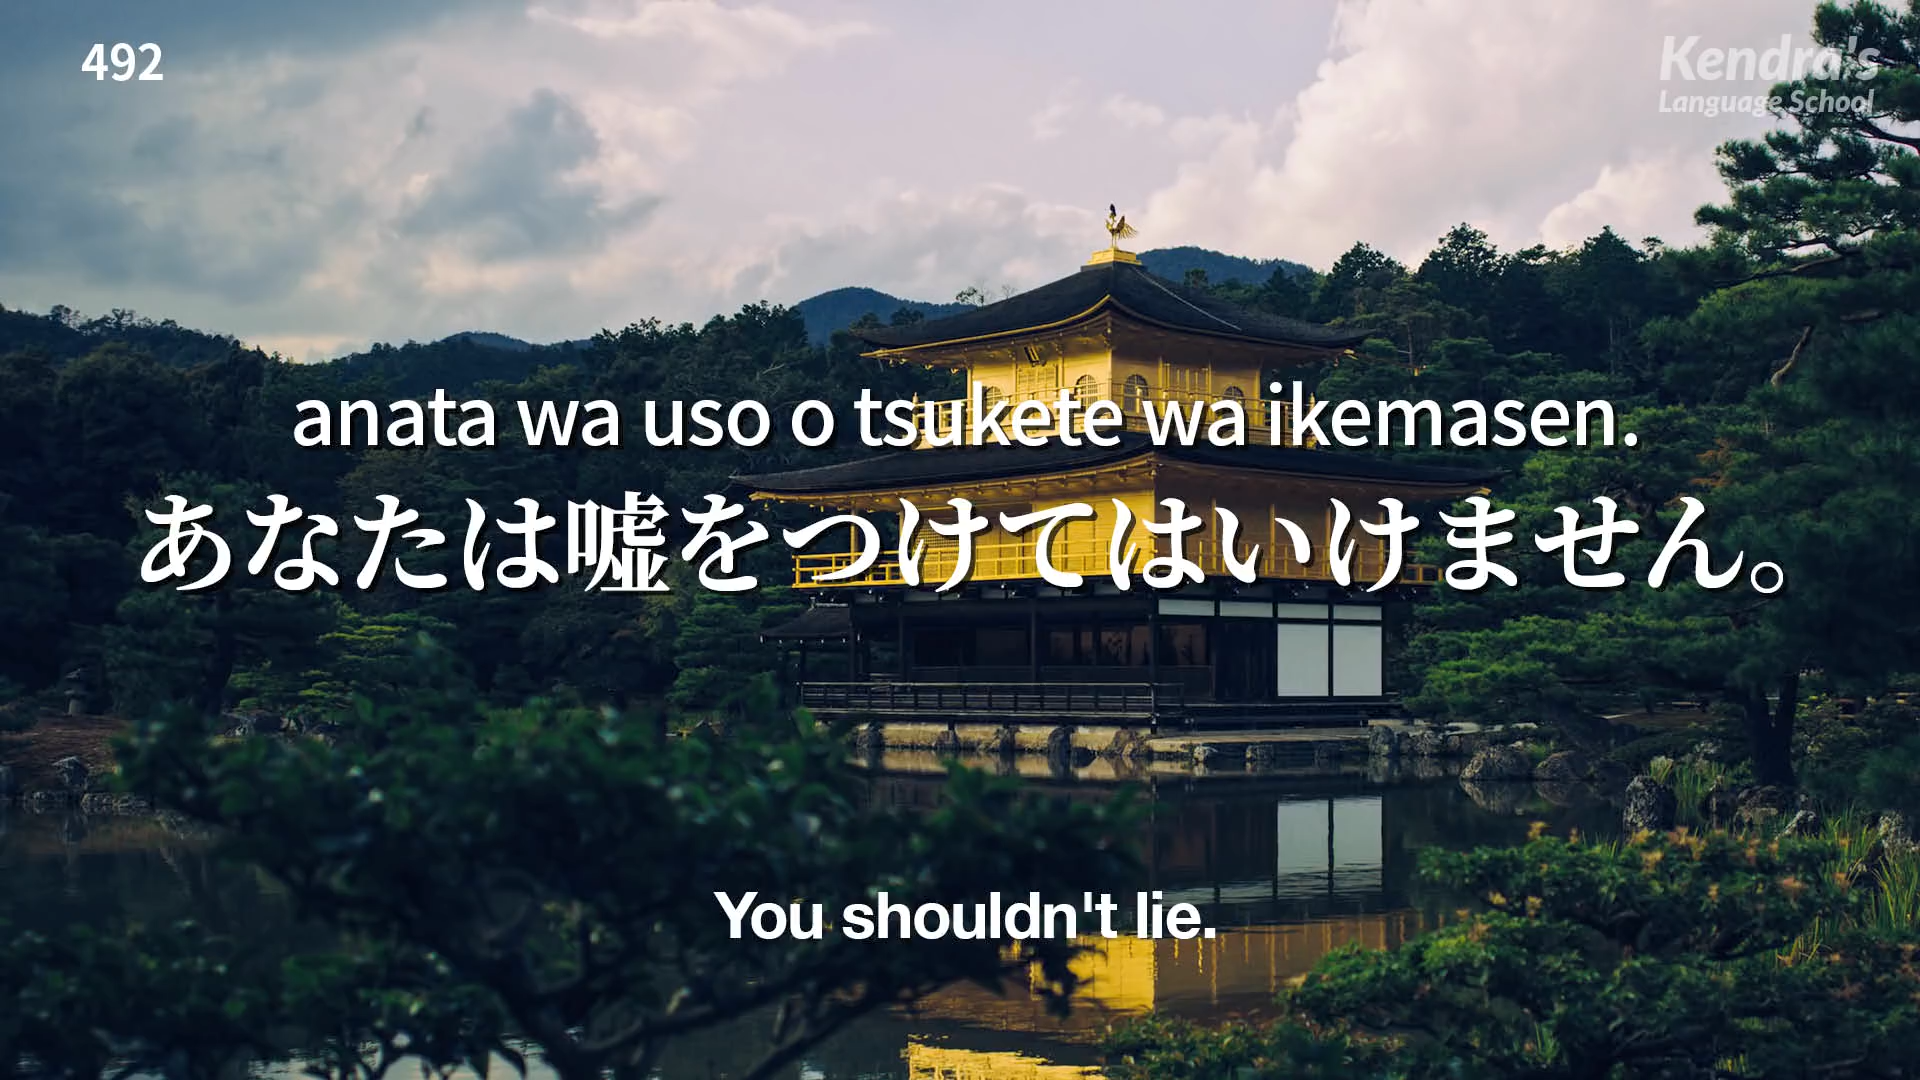 492
Kendra's
Language School
anata wa uso o tsukete wa ikemasen.
あなたは嘘をつけてはいけません。
You shouldn't lie.